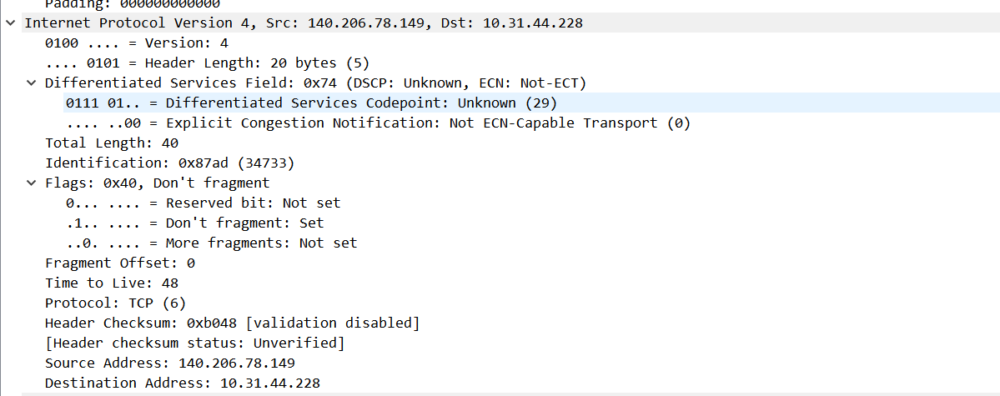 Padding: 000000000000
Internet Protocol Version 4, Src: 140.206.78.149, Dst: 10.31.44.228
0100 .... = Version: 4
.... 0101 = Header Length: 20 bytes (5)
Differentiated Services Field: 0x74 (DSCP: Unknown, ECN: Not-ECT)
0111 01.. = Differentiated Services Codepoint: Unknown (29)
.... ..00 = Explicit Congestion Notification: Not ECN-Capable Transport (0)
Total Length: 40
Identification: 0x87ad (34733)
Flags: 0x40, Don't fragment
0... .... = Reserved bit: Not set
.1.. .... = Don't fragment: Set
..0. .... = More fragments: Not set
Fragment Offset: 0
Time to Live: 48
Protocol: TCP (6)
Header Checksum: 0xb048 [validation disabled]
[Header checksum status: Unverified]
Source Address: 140.206.78.149
Destination Address: 10.31.44.228